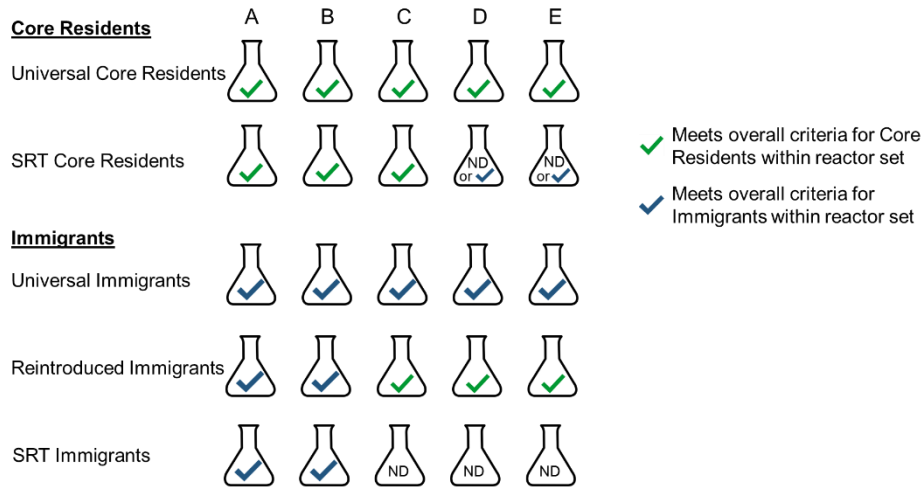 A B C D E
Core Residents
Universal Core Residents
SRT Core Residents
ND
or
ND
or
Meets overall criteria for Core
Residents within reactor set
Meets overall criteria for
Immigrants within reactor set
Immigrants
Universal Immigrants
Reintroduced Immigrants
SRT Immigrants
ND
ND
ND